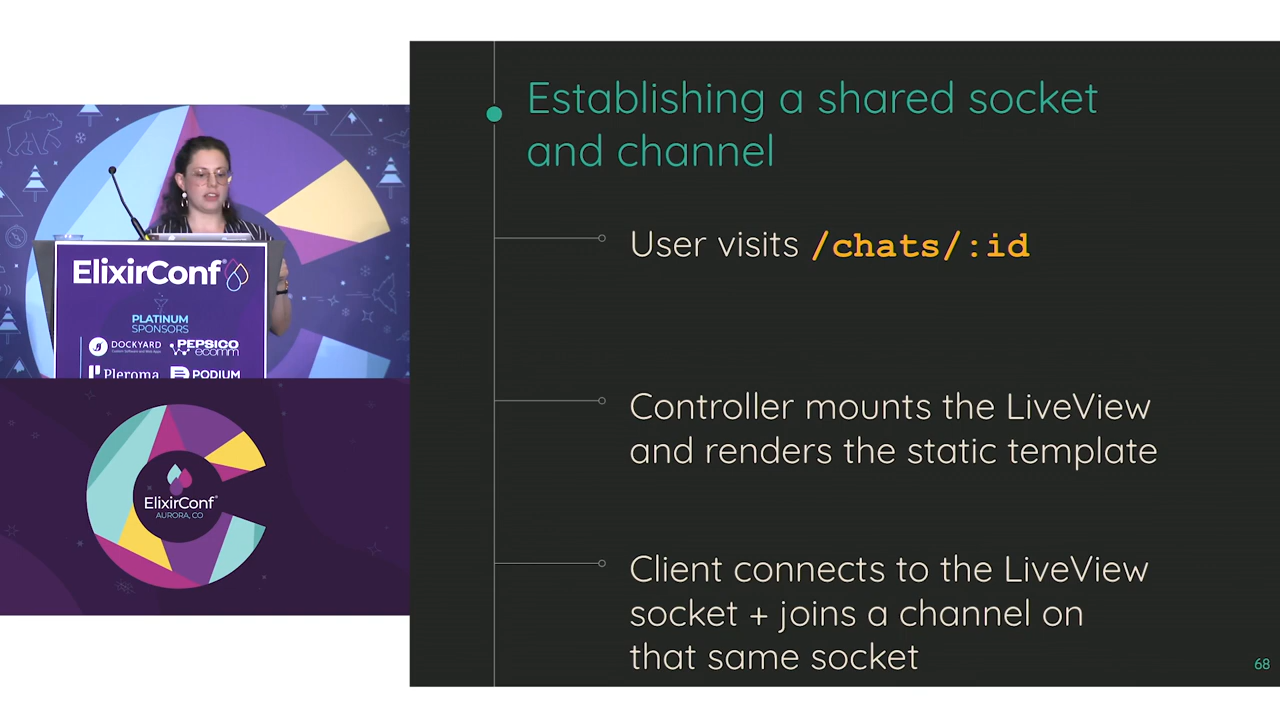 Establishing a shared socket
and channel
User visits /chats/:id
Controller mounts the LiveView
and renders the static template
Client connects to the LiveView
socket + joins a channel on
that same socket
68
ElixirConf
PLATINUM
SPONSORS
DOCKYARD
PEPSICO
ecomm
Pleroma
PODIUM
ElixirConf
AURORA, CO